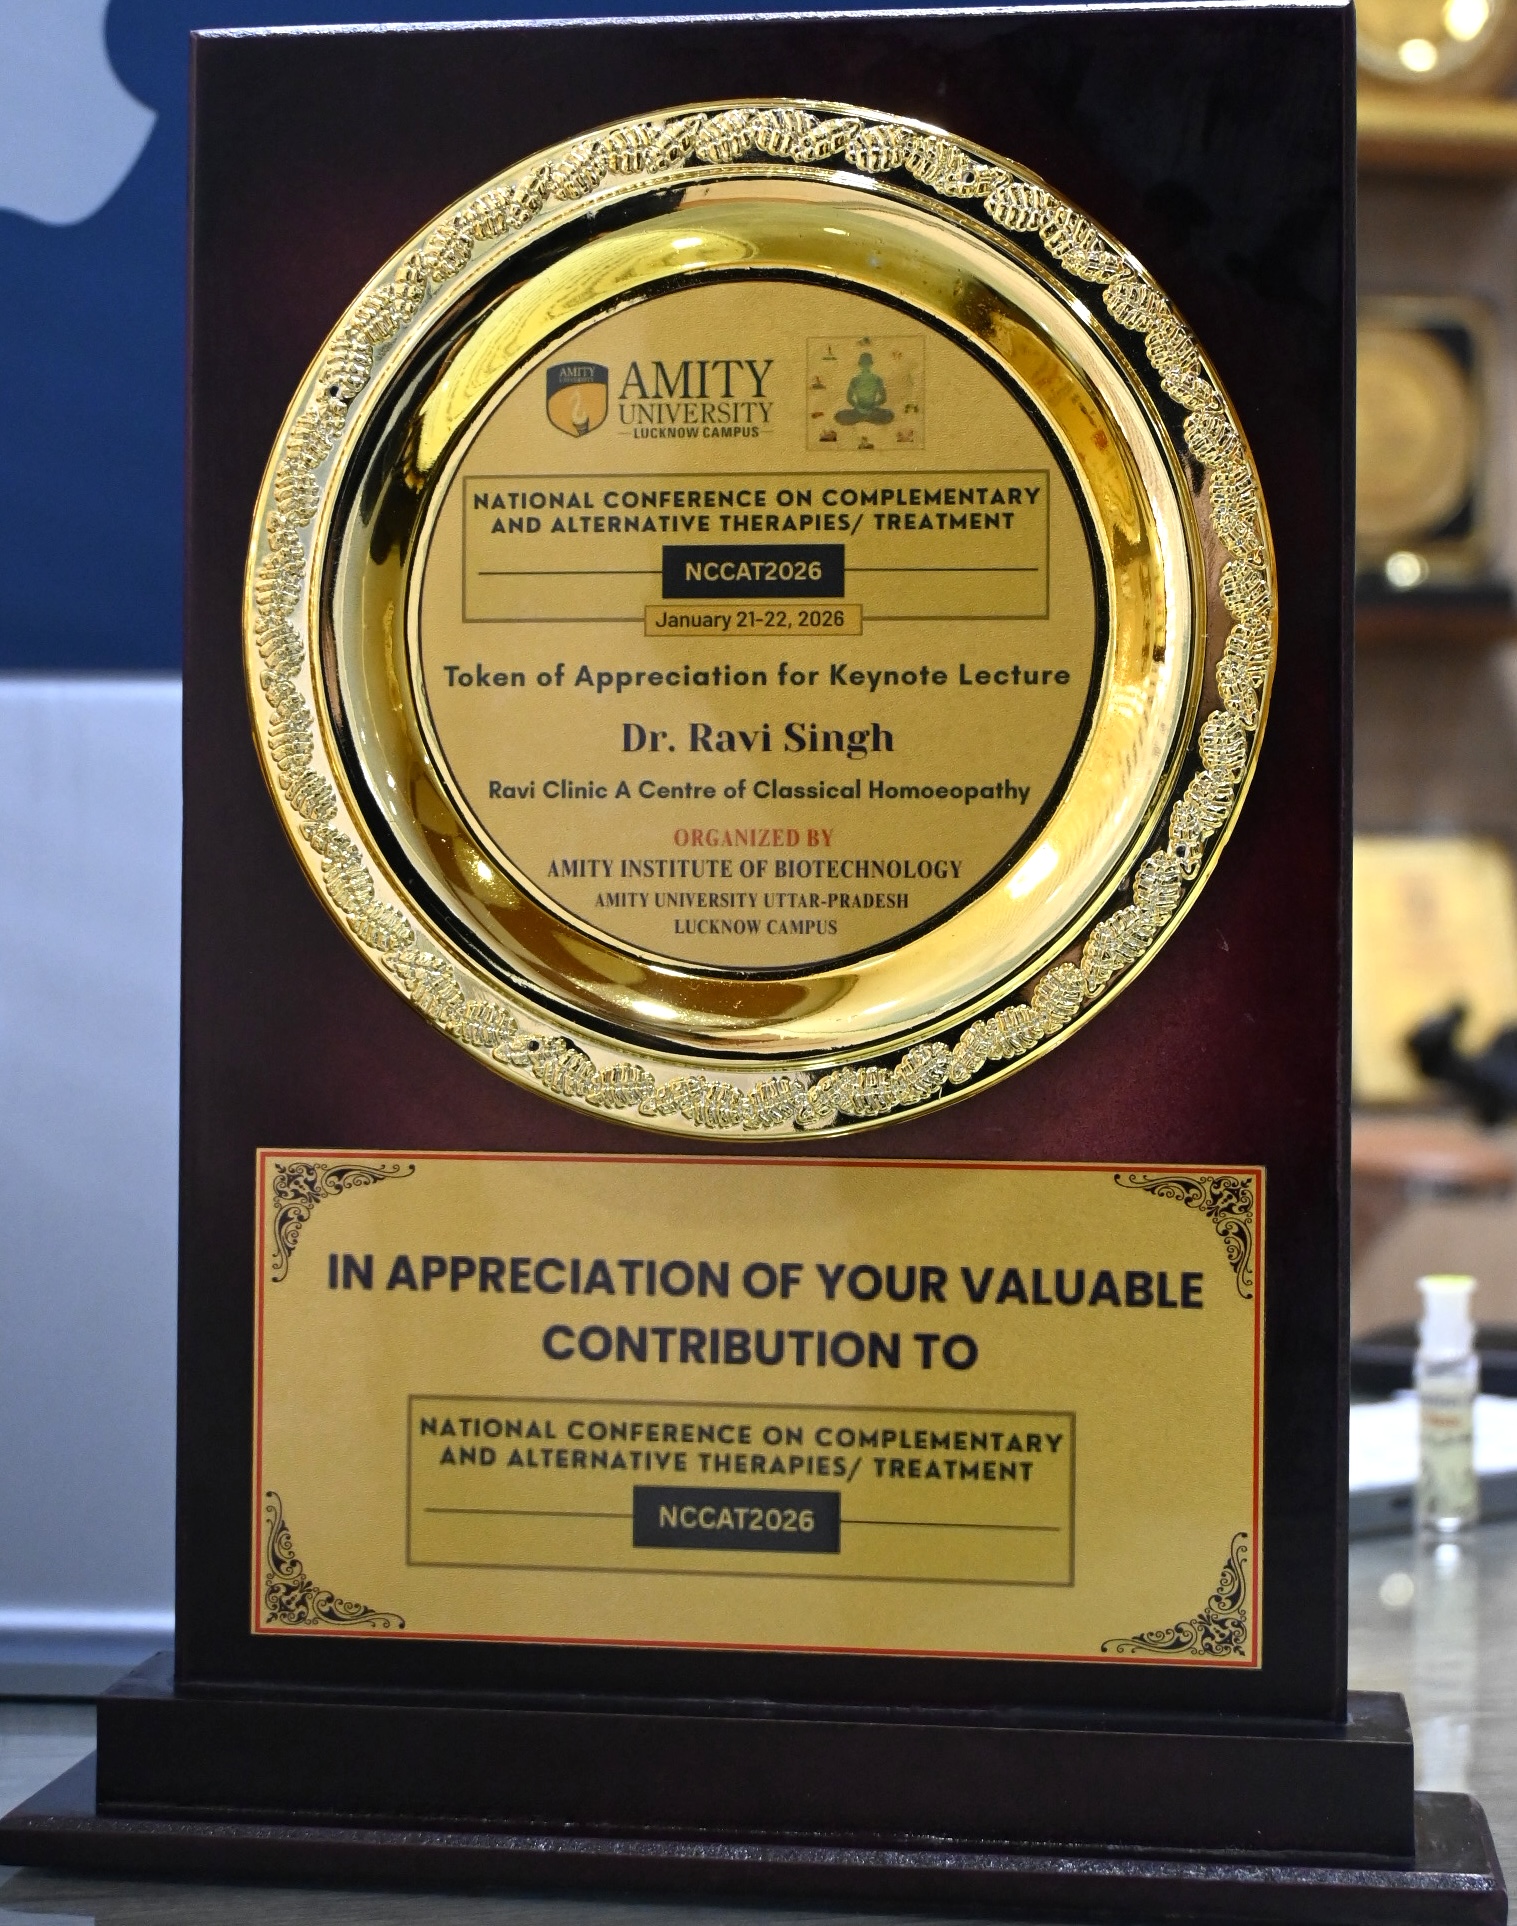 AMITY
UNIVERSITY
AMITY
UNIVERSITY
LUCKNOW CAMPUS
NATIONAL CONFERENCE ON COMPLEMENTARY
AND ALTERNATIVE THERAPIES/ TREATMENT
NCCAT2026
January 21-22, 2026
Token of Appreciation for Keynote Lecture
Dr. Ravi Singh
Ravi Clinic A Centre of Classical Homoeopathy
ORGANIZED BY
AMITY INSTITUTE OF BIOTECHNOLOGY
AMITY UNIVERSITY UTTAR-PRADESH
LUCKNOW CAMPUS
IN APPRECIATION OF YOUR VALUABLE
CONTRIBUTION TO
NATIONAL CONFERENCE ON COMPLEMENTARY
AND ALTERNATIVE THERAPIES/ TREATMENT
NCCAT2026